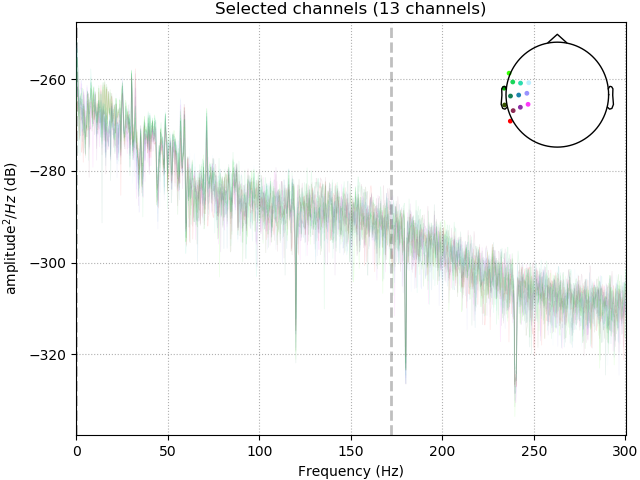 Selected channels (13 channels)
−260
−280
−300
−320
amplitude²/Hz (dB)
0 50 100 150 200 250 300
Frequency (Hz)